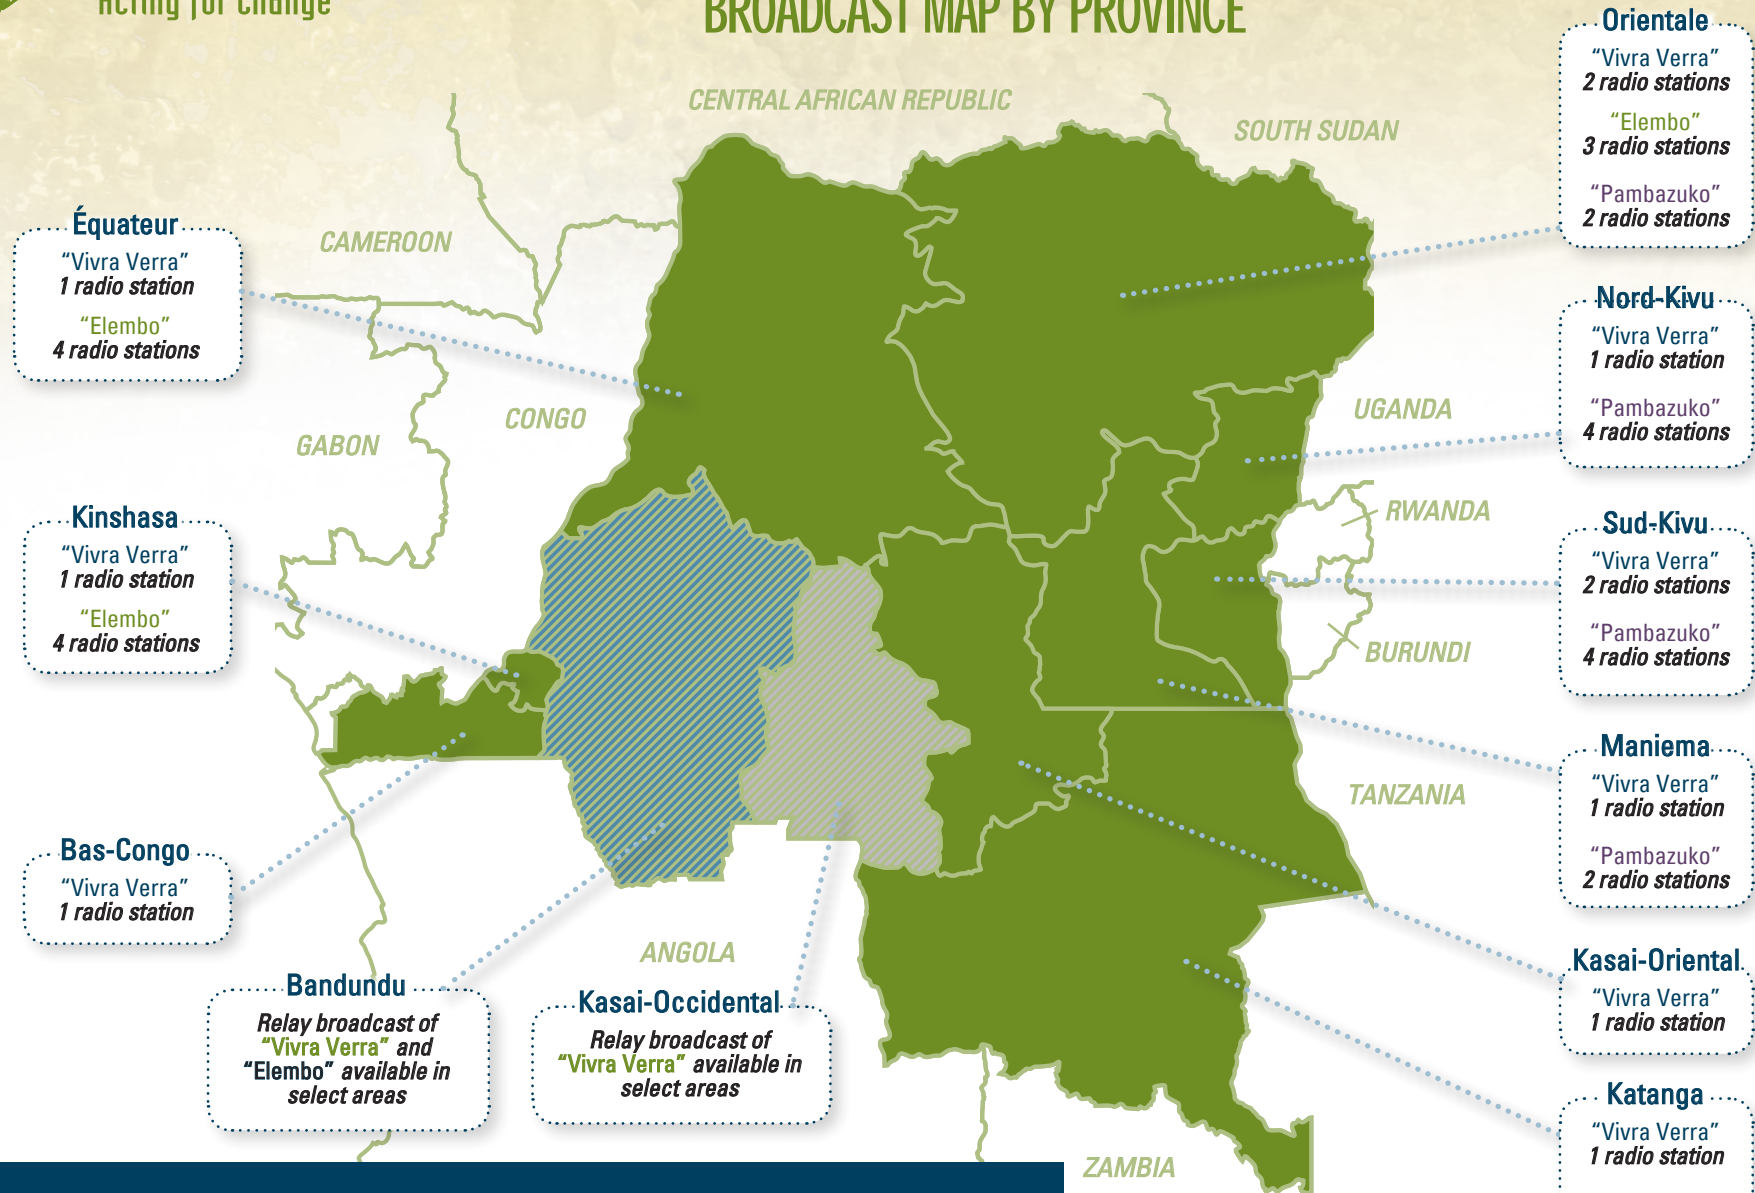 Acting for Change
BROADCAST MAP BY PROVINCE
CENTRAL AFRICAN REPUBLIC
SOUTH SUDAN
CAMEROON
CONGO
GABON
UGANDA
RWANDA
BURUNDI
TANZANIA
ANGOLA
ZAMBIA
Équateur
“Vivra Verra”
1 radio station
“Elembo”
4 radio stations
Kinshasa
“Vivra Verra”
1 radio station
“Elembo”
4 radio stations
Bas-Congo
“Vivra Verra”
1 radio station
Bandundu
Relay broadcast of
“Vivra Verra” and
“Elembo” available in
select areas
Kasai-Occidental
Relay broadcast of
“Vivra Verra” available in
select areas
Orientale
“Vivra Verra”
2 radio stations
“Elembo”
3 radio stations
“Pambazuko”
2 radio stations
Nord-Kivu
“Vivra Verra”
1 radio station
“Pambazuko”
4 radio stations
Sud-Kivu
“Vivra Verra”
2 radio stations
“Pambazuko”
4 radio stations
Maniema
“Vivra Verra”
1 radio station
“Pambazuko”
2 radio stations
Kasai-Oriental
“Vivra Verra”
1 radio station
Katanga
“Vivra Verra”
1 radio station